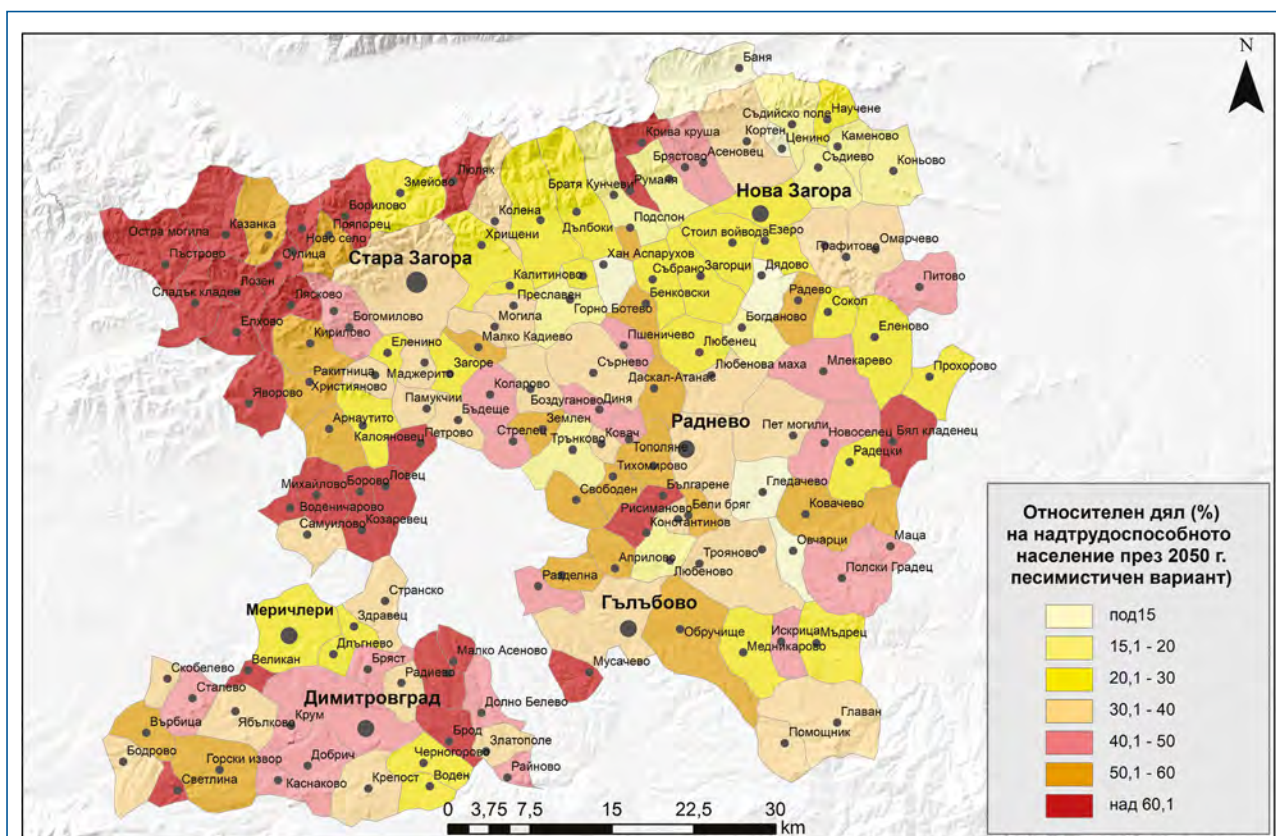 N
Баня
Научене
Съдийско поле
Крива круша
Кортен
Ценино
Каменово
Брястово
Асеновец
Съдиево
Коньово
Люляк
Змейово
Братя Кунчеви
Руманя
Нова Загора
Борилово
Колена
Подслон
Казанка
Пряпорец
Остра могила
Ново село
Хрищени
Дълбоки
Стоил войвода
Езеро
Омарчево
Графитово
Пъстрово
Сулица
Стара Загора
Хан Аспарухов
Калитиново
Събрано
Загорци
Дядово
Питово
Лозен
Сладък кладен
Лясково
Преславен
Бенковски
Радево
Сокол
Горно Ботево
Богомилово
Могила
Богданово
Елхово
Кирилово
Малко Кадиево
Пшеничево
Еленово
Еленино
Любенец
Загоре
Сърнево
Любенова маха
Млекарево
Прохорово
Ракитница
Маджерито
Християново
Даскал-Атанас
Яворово
Коларово
Боздуганово
Диня
Памукчии
Бъдеще
Раднево
Арнаутито
Землен
Пет могили
Новоселец
Бял кладенец
Калояновец
Петрово
Стрелец
Трънково
Ковач
Тополяне
Радецки
Тихомирово
Ловец
Михайлово
Борово
Българене
Гледачево
Свободен
Бели бряг
Ковачево
Воденичарово
Рисиманово
Козаревец
Константинов
Самуилово
Маца
Овчарци
Априлово
Трояново
Любеново
Полски Градец
Разделна
Странско
Меричлери
Гълъбово
Здравец
Обручище
Искрица
Мъдрец
Длъгнево
Медникарово
Малко Асеново
Скобелево
Великан
Бряст
Радиево
Мусачево
Сталево
Димитровград
Долно Белево
Върбица
Ябълково
Крум
Главан
Брод
Златополе
Помощник
Бодрово
Горски извор
Добрич
Черногорово
Райново
Светлина
Каснаково
Крепост
Воден
0 3,75 7,5 15 22,5 30
km
Относителен дял (%)
на надтрудоспособното
население през 2050 г.
песимистичен вариант)
под15
15,1 - 20
20,1 - 30
30,1 - 40
40,1 - 50
50,1 - 60
над 60,1